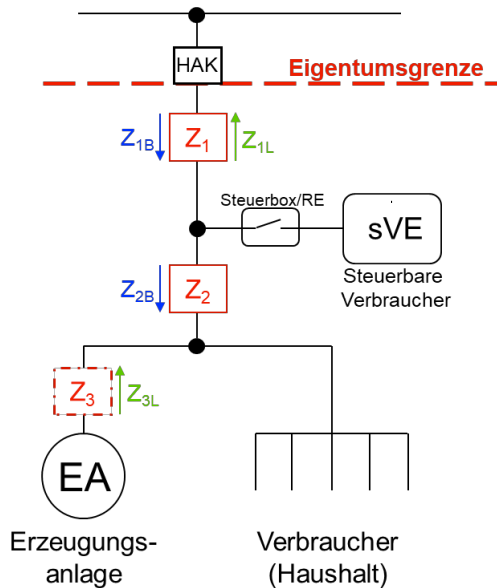 HAK
Eigentumsgrenze
Z1B
Z1
Z1L
Steuerbox/RE
sVE
Steuerbare
Verbraucher
Z2B
Z2
Z3
Z3L
EA
Erzeugungs-
anlage
Verbraucher
(Haushalt)